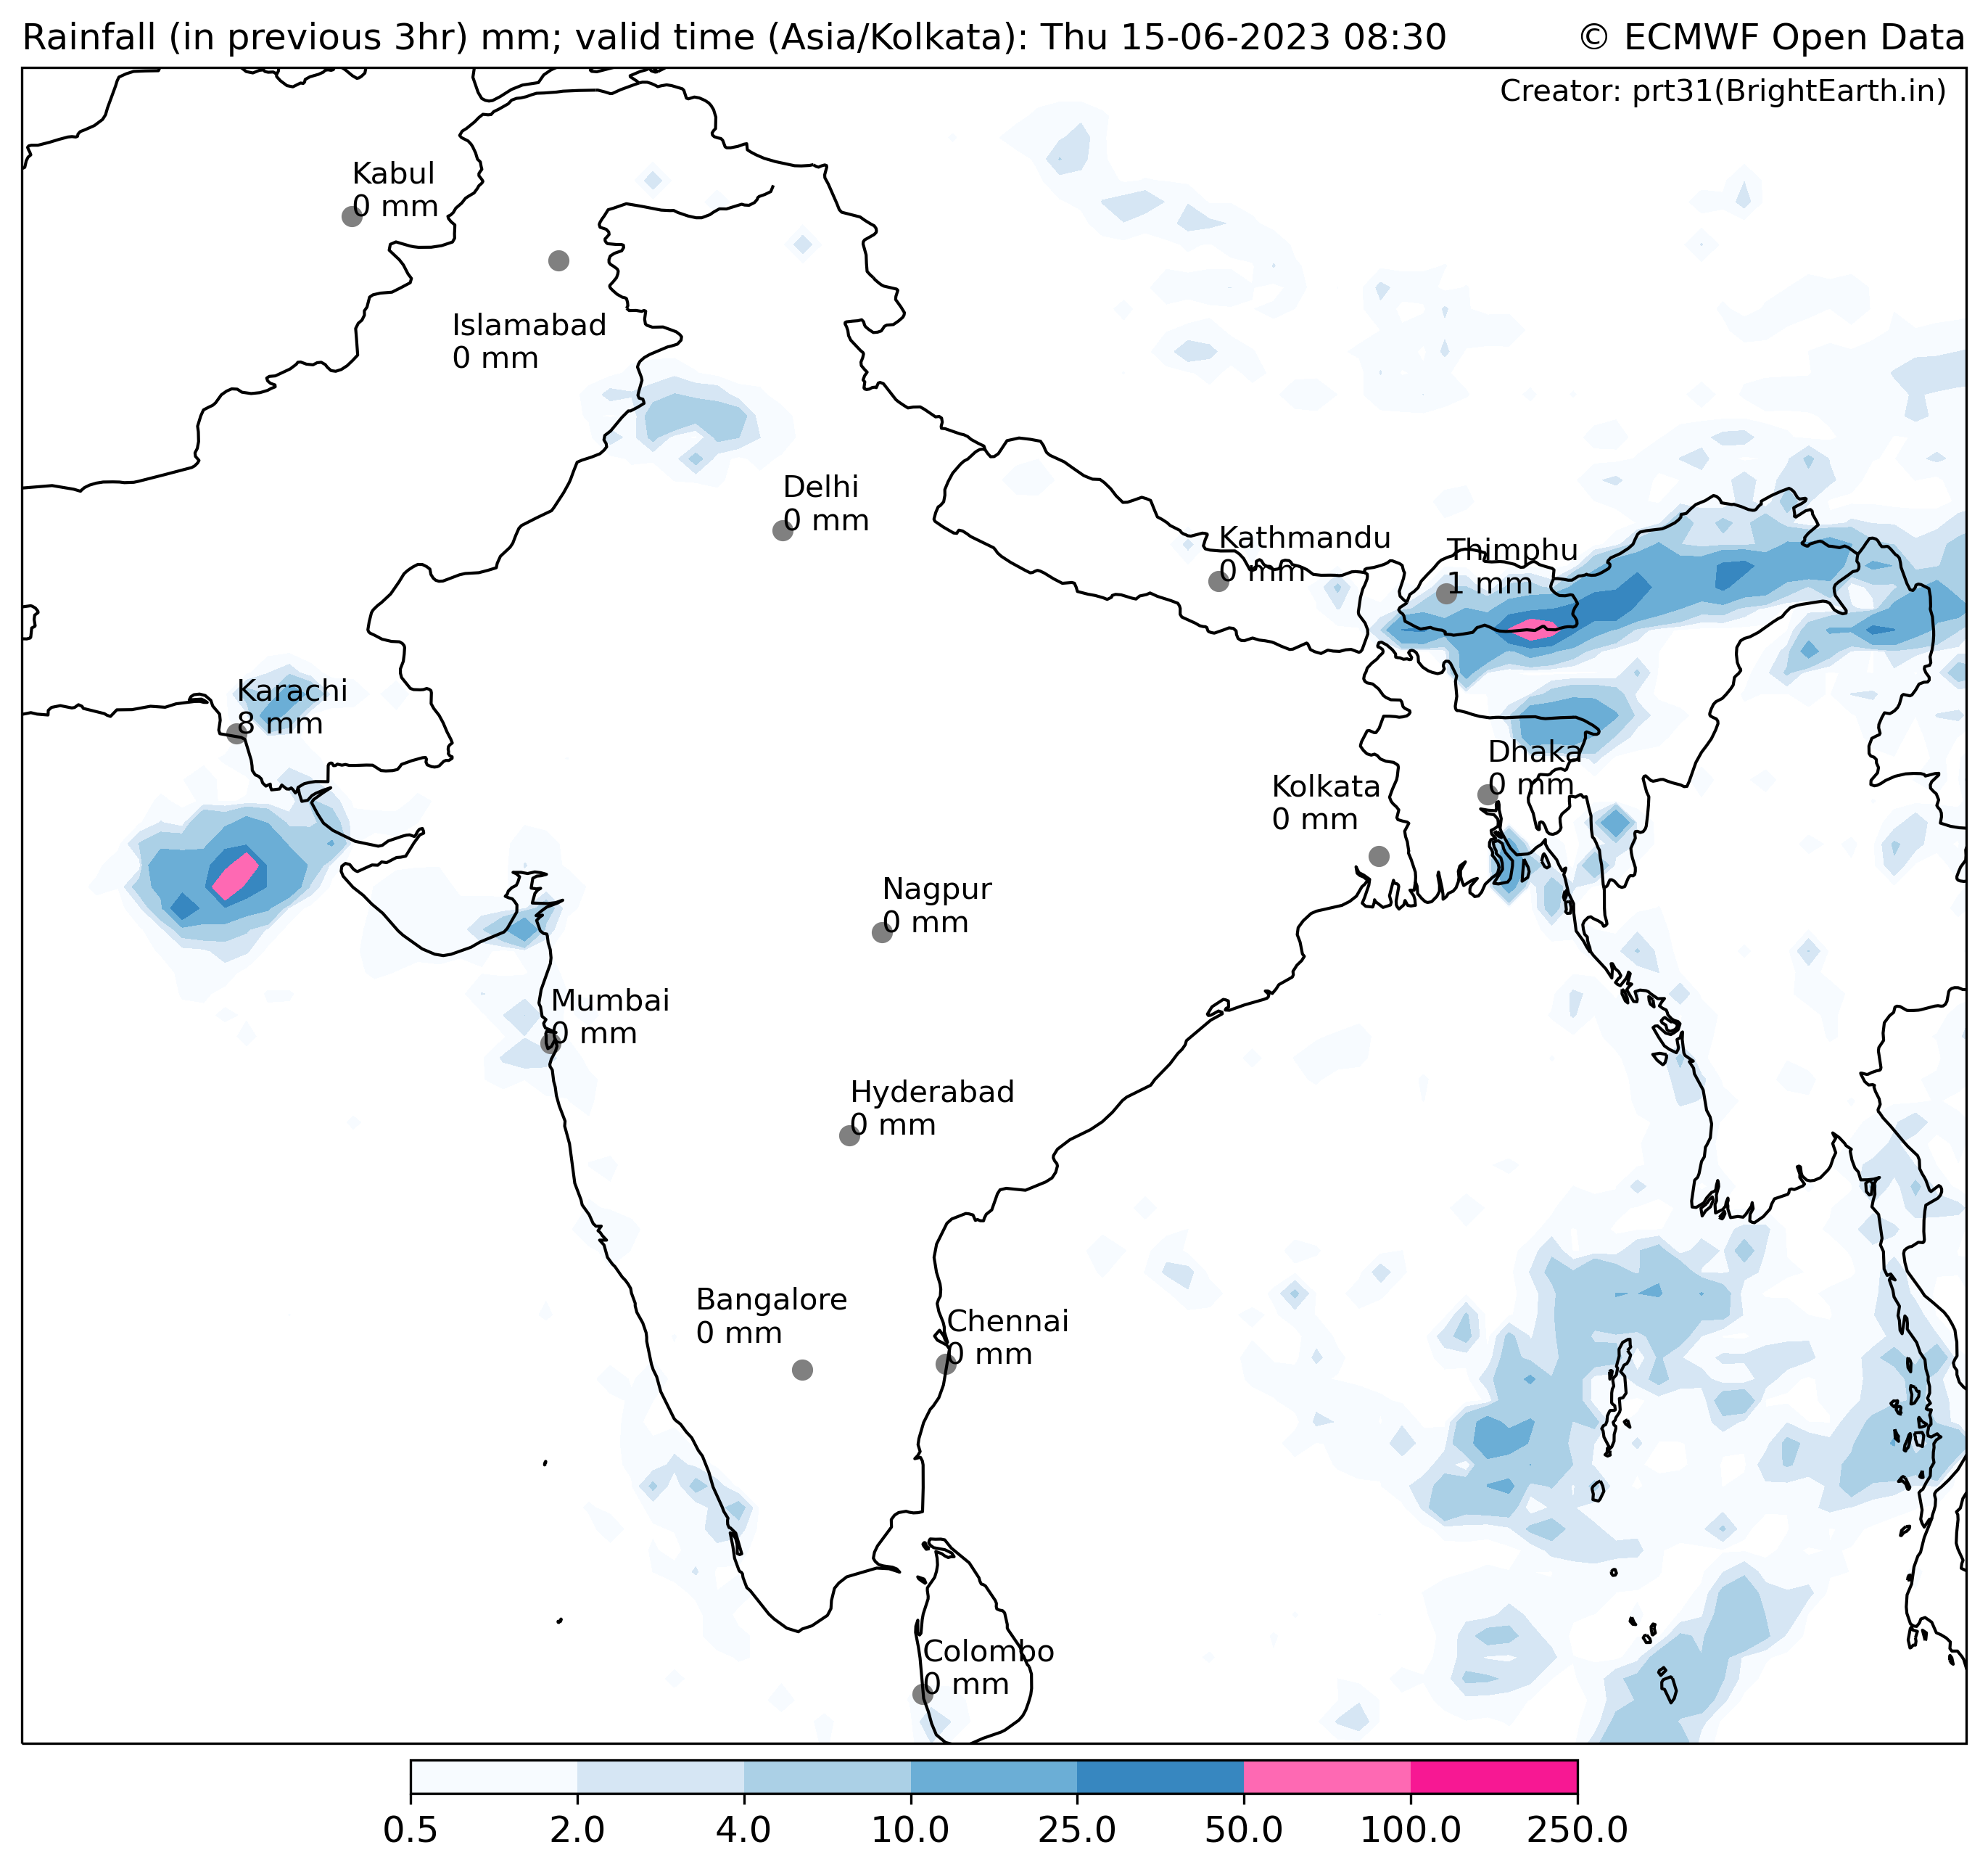 Rainfall (in previous 3hr) mm; valid time (Asia/Kolkata): Thu 15-06-2023 08:30
© ECMWF Open Data
Creator: prt31(BrightEarth.in)
Kabul
0 mm
Islamabad
0 mm
Delhi
0 mm
Kathmandu
0 mm
Thimphu
1 mm
Karachi
8 mm
Dhaka
0 mm
Kolkata
0 mm
Nagpur
0 mm
Mumbai
0 mm
Hyderabad
0 mm
Bangalore
0 mm
Chennai
0 mm
Colombo
0 mm
0.5 2.0 4.0 10.0 25.0 50.0 100.0 250.0